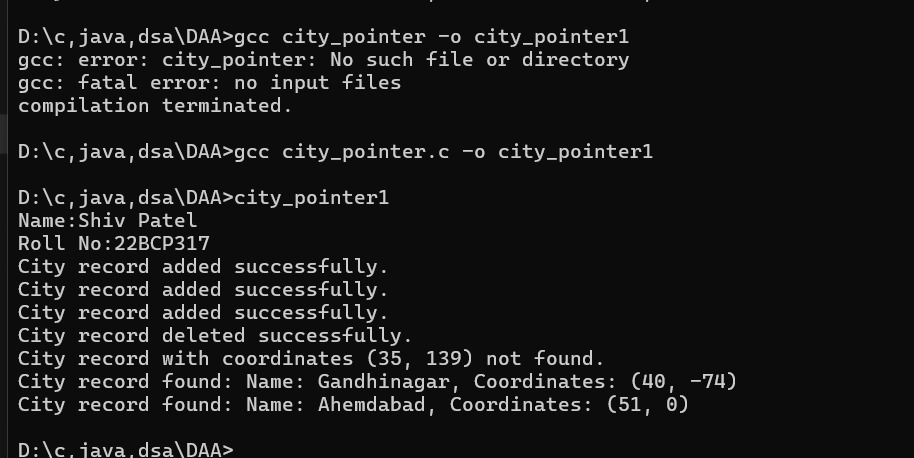 D:\c,java,dsa\DAA>gcc city_pointer -o city_pointer1
gcc: error: city_pointer: No such file or directory
gcc: fatal error: no input files
compilation terminated.
D:\c,java,dsa\DAA>gcc city_pointer.c -o city_pointer1
D:\c,java,dsa\DAA>city_pointer1
Name:Shiv Patel
Roll No:22BCP317
City record added successfully.
City record added successfully.
City record added successfully.
City record deleted successfully.
City record with coordinates (35, 139) not found.
City record found: Name: Gandhinagar, Coordinates: (40, -74)
City record found: Name: Ahemdabad, Coordinates: (51, 0)
D:\c,java,dsa\DAA>